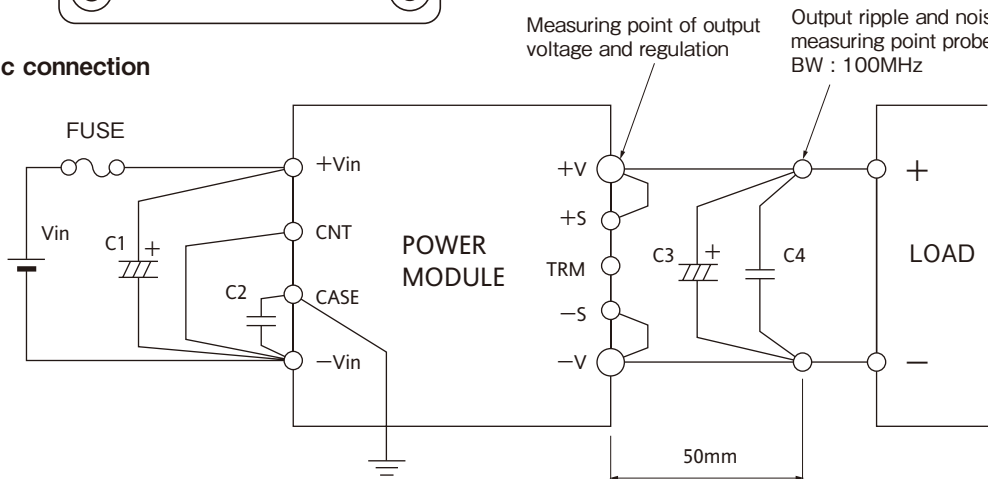 Measuring point of output
voltage and regulation
Output ripple and
measuring point probe
BW : 100MHz
connection
FUSE
Vin
C1
+
C2
+Vin
CNT
CASE
−Vin
POWER
MODULE
+V
+S
TRM
−S
−V
C3
+
C4
+
LOAD
−
50mm